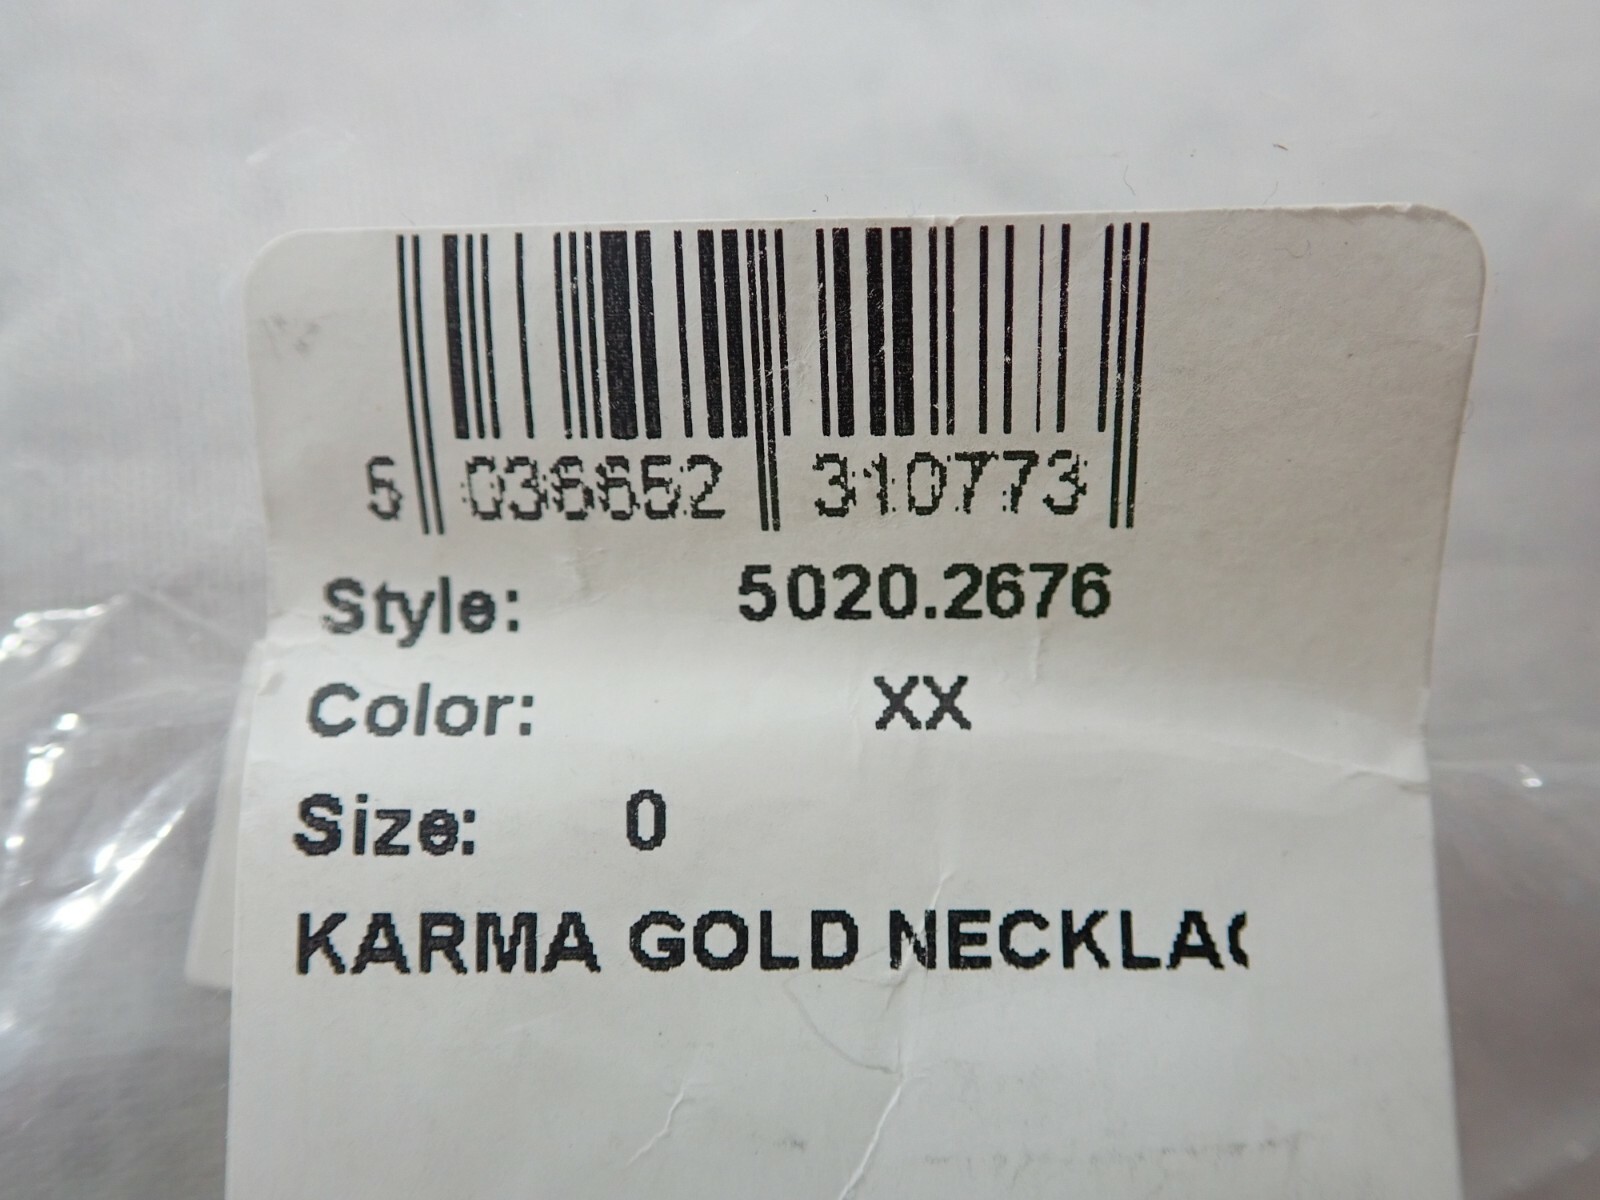 5 036652 310773
Style: 5020.2676
Color: XX
Size: 0
KARMA GOLD NECKLAC